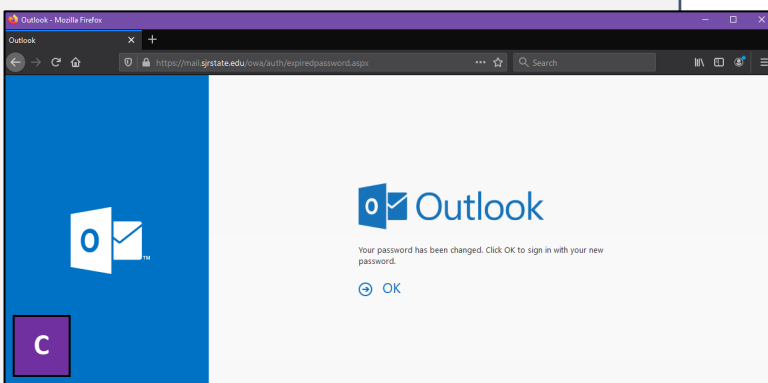 Outlook - Mozilla Firefox
Outlook
https://mail.sjrstate.edu/owa/auth/expiredpassword.aspx
Search
Outlook
Your password has been changed. Click OK to sign in with your new
password.
OK
O
TM
C